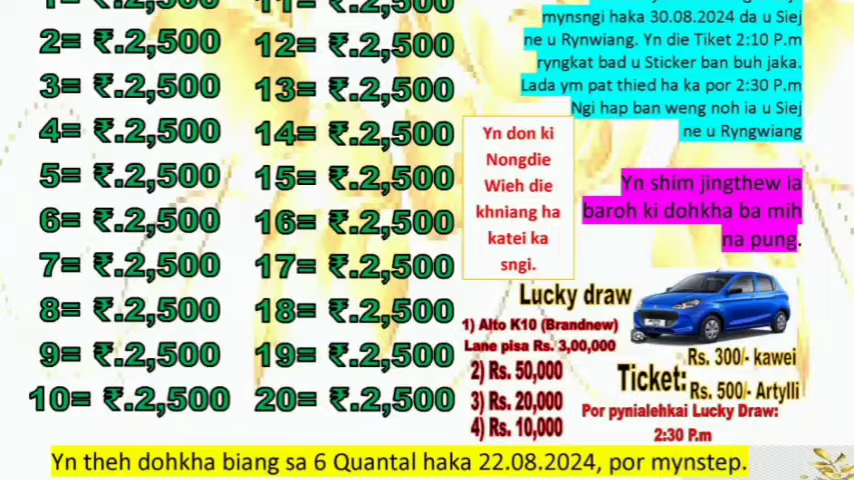 1= ₹.2,500
2= ₹.2,500
3= ₹.2,500
4= ₹.2,500
5= ₹.2,500
6= ₹.2,500
7= ₹.2,500
8= ₹.2,500
9= ₹.2,500
10= ₹.2,500
11= ₹.2,500
12= ₹.2,500
13= ₹.2,500
14= ₹.2,500
15= ₹.2,500
16= ₹.2,500
17= ₹.2,500
18= ₹.2,500
19= ₹.2,500
20= ₹.2,500
mynsngi haka 30.08.2024 da u Siej
ne u Rynwiang. Yn die Tiket 2:10 P.m
ryngkat bad u Sticker ban buh jaka.
Lada ym pat thied ha ka por 2:30 P.m
Ngi hap ban weng noh ia u Siej
ne u Ryngwiang
Yn don ki
Nongdie
Wieh die
khniang ha
katei ka
sngi.
Yn shim jingthew ia
baroh ki dohkha ba mih
na pung.
Lucky draw
1) Alto K10 (Brandnew)
Lane pisa Rs. 3,00,000
2) Rs. 50,000
3) Rs. 20,000
4) Rs. 10,000
Ticket: Rs. 300/- kawei
Rs. 500/- Artylli
Por pynialehkai Lucky Draw:
2:30 P.m
Yn theh dohkha biang sa 6 Quantal haka 22.08.2024, por mynstep.